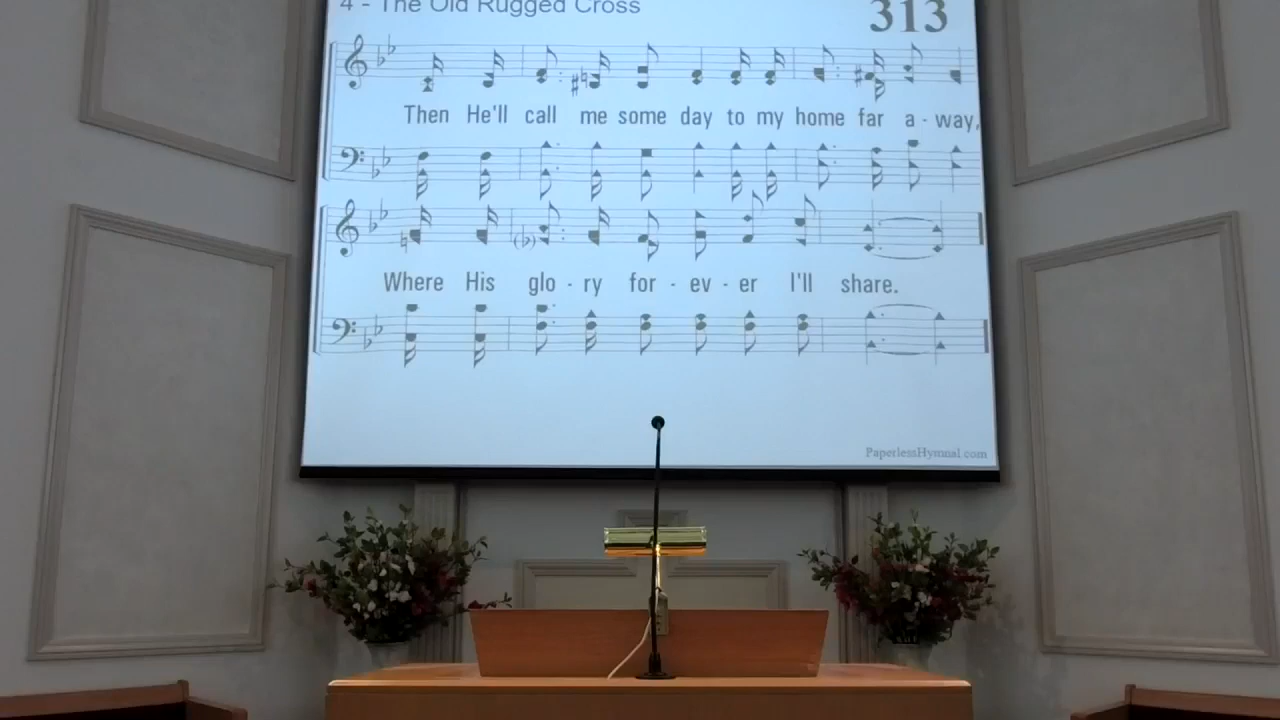 4 - The Old Rugged Cross
313
Then He'll call me some day to my home far a - way,
Where His glo - ry for - ev - er I'll share.
PaperlessHymnal.com